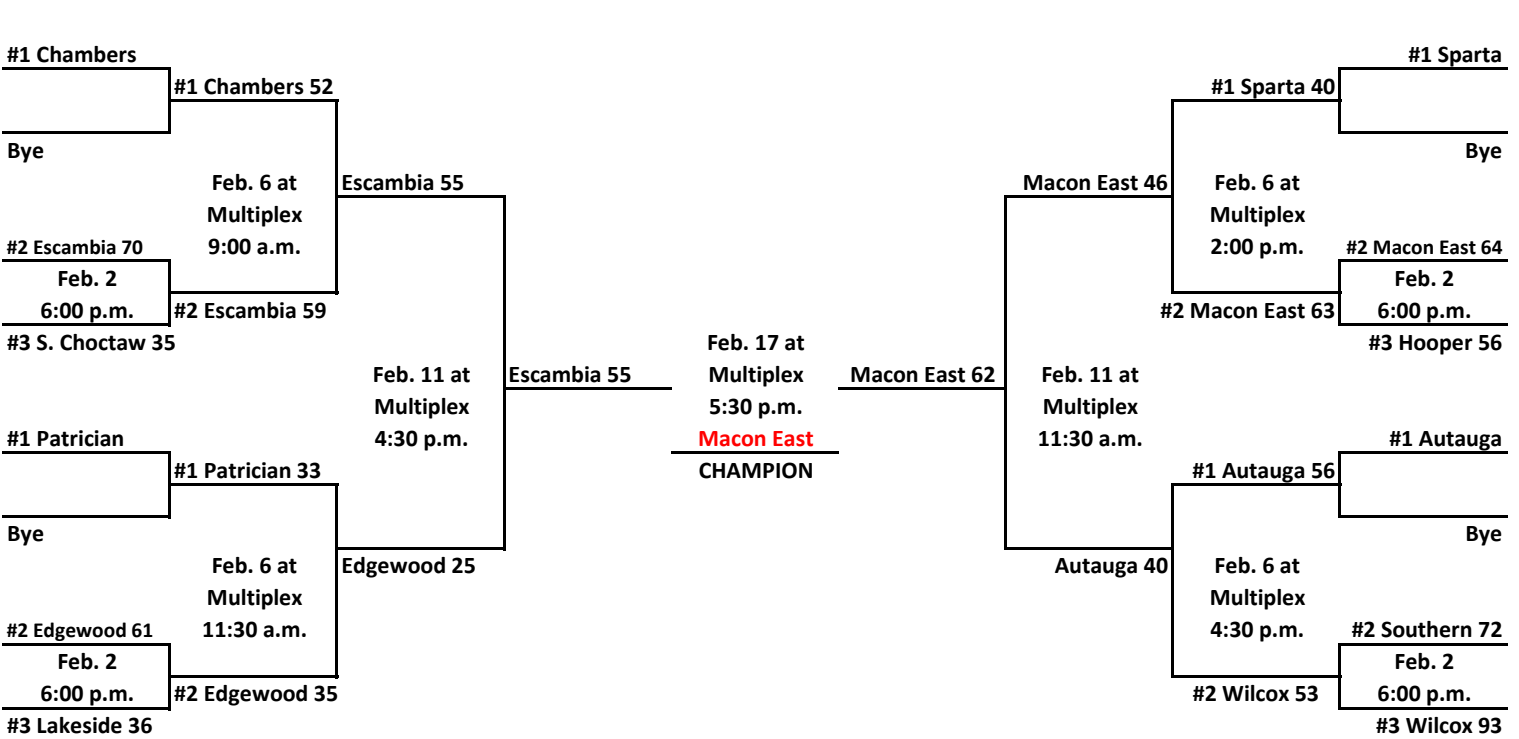 #1 Chambers
#1 Chambers 52
Bye
Feb. 6 at
Multiplex
9:00 a.m.
Escambia 55
#2 Escambia 70
Feb. 2
6:00 p.m.
#2 Escambia 59
#3 S. Choctaw 35
Feb. 11 at
Multiplex
4:30 p.m.
Escambia 55
#1 Patrician
#1 Patrician 33
Bye
Feb. 6 at
Multiplex
11:30 a.m.
Edgewood 25
#2 Edgewood 61
Feb. 2
6:00 p.m.
#2 Edgewood 35
#3 Lakeside 36
Feb. 17 at
Multiplex
5:30 p.m.
Macon East
CHAMPION
#1 Sparta
#1 Sparta 40
Bye
Macon East 46
Feb. 6 at
Multiplex
2:00 p.m.
#2 Macon East 64
Feb. 2
6:00 p.m.
#2 Macon East 63
#3 Hooper 56
Macon East 62
Feb. 11 at
Multiplex
11:30 a.m.
#1 Autauga
#1 Autauga 56
Bye
Autauga 40
Feb. 6 at
Multiplex
4:30 p.m.
#2 Southern 72
Feb. 2
6:00 p.m.
#2 Wilcox 53
#3 Wilcox 93